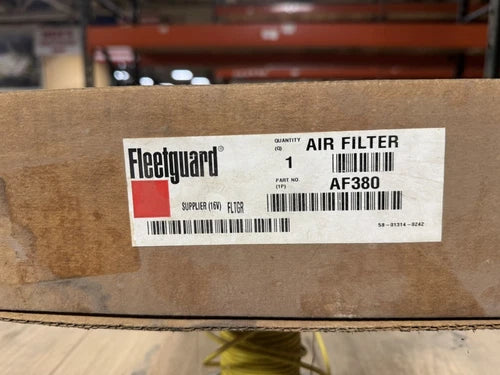 Fleetguard®
QUANTITY
(Q)
1
AIR FILTER
PART NO.
(1P)
AF380
SUPPLIER (16V) FLTGR
58-01314-0242